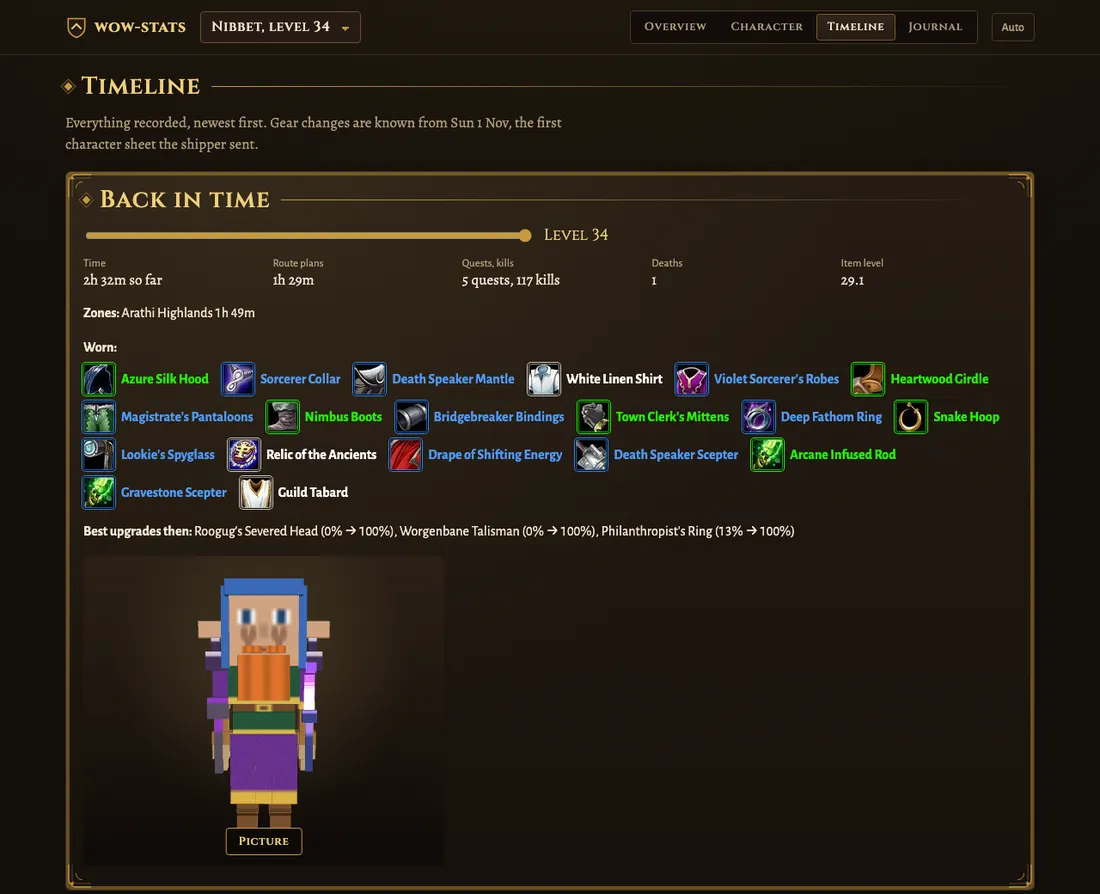 WOW-STATS
NIBBET, LEVEL 34
OVERVIEW CHARACTER TIMELINE JOURNAL
Auto
TIMELINE
Everything recorded, newest first. Gear changes are known from Sun 1 Nov, the first
character sheet the shipper sent.
BACK IN TIME
LEVEL 34
Time Route plans Quests, kills Deaths Item level
2h 32m so far 1h 29m 5 quests, 117 kills 1 29.1
Zones: Arathi Highlands 1h 49m
Worn:
Azure Silk Hood Sorcerer Collar Death Speaker Mantle White Linen Shirt Violet Sorcerer's Robes Heartwood Girdle
Magistrate's Pantaloons Nimbus Boots Bridgebreaker Bindings Town Clerk's Mittens Deep Fathom Ring Snake Hoop
Lookie's Spyglass Relic of the Ancients Drape of Shifting Energy Death Speaker Scepter Arcane Infused Rod
Gravestone Scepter Guild Tabard
Best upgrades then: Roogug's Severed Head (0% → 100%), Worgenbane Talisman (0% → 100%), Philanthropist's Ring (13% → 100%)
PICTURE